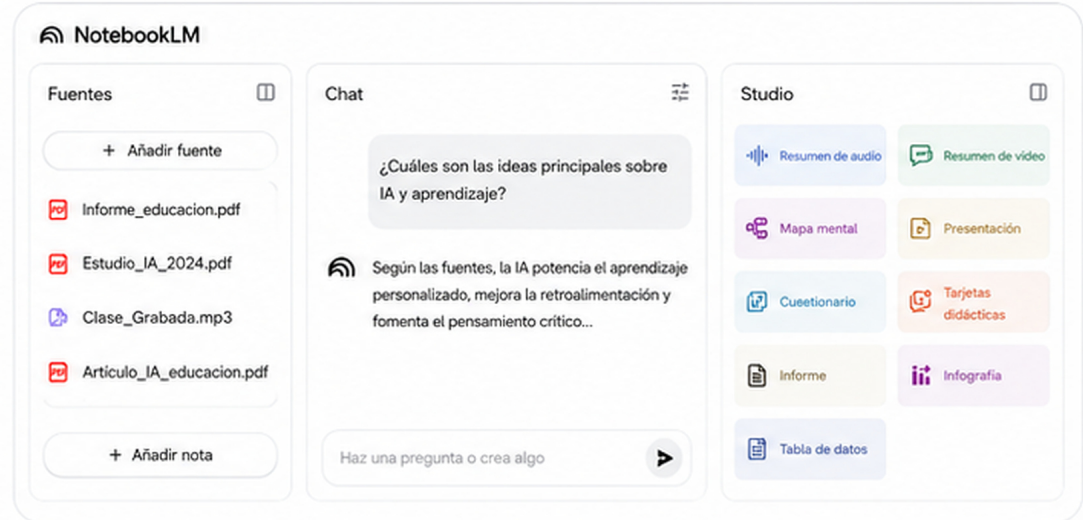 NotebookLM
Fuentes
+ Añadir fuente
Informe_educacion.pdf
Estudio_IA_2024.pdf
Clase_Grabada.mp3
Artículo_IA_educacion.pdf
+ Añadir nota
Chat
¿Cuáles son las ideas principales sobre
IA y aprendizaje?
Según las fuentes, la IA potencia el aprendizaje
personalizado, mejora la retroalimentación y
fomenta el pensamiento crítico...
Haz una pregunta o crea algo
Studio
Resumen de audio
Resumen de vídeo
Mapa mental
Presentación
Cueetionario
Tarjetas
didácticas
Informe
Infografia
Tabla de datos